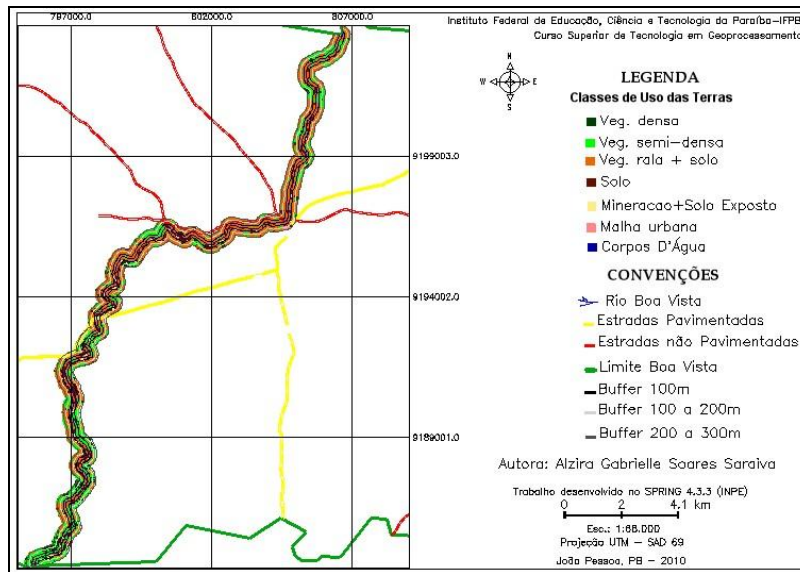 797000.0 802000.0 807000.0
Instituto Federal de Educação, Ciência e Tecnologia da Paraíba-IFPB
Curso Superior de Tecnologia em Geoprocessamento
N
W E
S
LEGENDA
Classes de Uso das Terras
Veg. densa
Veg. semi-densa
Veg. rala + solo
Solo
Mineracao+Solo Exposto
Malha urbana
Corpos D'Água
CONVENÇÕES
Rio Boa Vista
Estradas Pavimentadas
Estradas não Pavimentadas
Limite Boa Vista
Buffer 100m
Buffer 100 a 200m
Buffer 200 a 300m
9199003.0
9194002.0
9189001.0
Autora: Alzira Gabrielle Soares Saraiva
Trabalho desenvolvido no SPRING 4.3.3 (INPE)
0 2 4.1 km
Esc.: 1:68.000
Projeção UTM - SAD 69
João Pessoa, PB - 2010